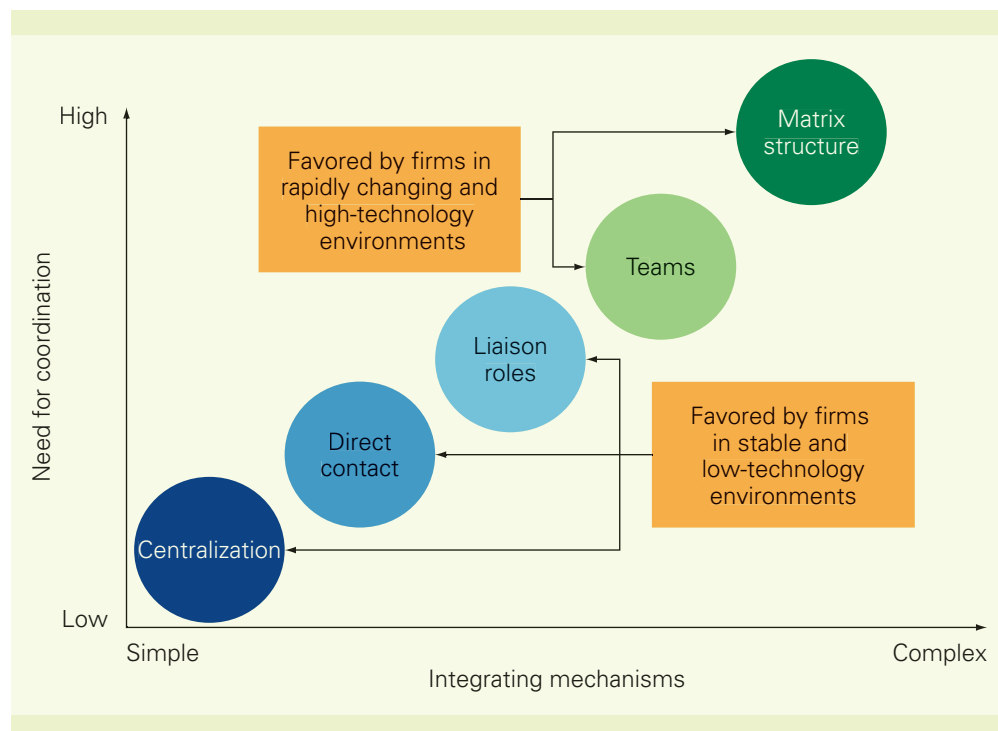 High
Matrix
structure
Favored by firms in
rapidly changing and
high-technology
environments
Teams
Liaison
roles
Need for coordination
Direct
contact
Favored by firms
in stable and
low-technology
environments
Centralization
Low
Simple
Complex
Integrating mechanisms